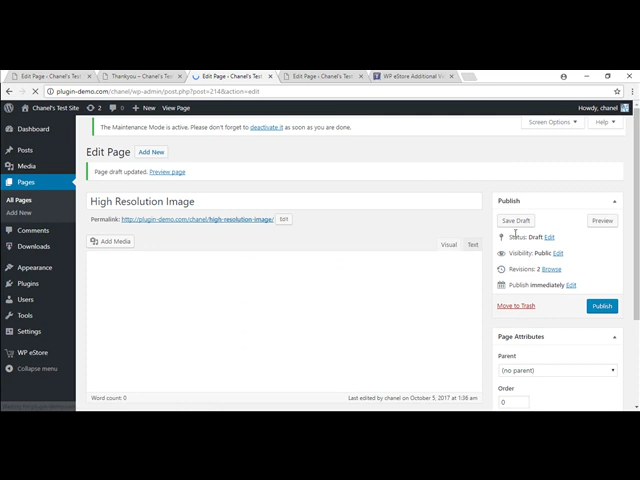 Edit Page ‹ Chanel's Test
Thankyou – Chanel's Test
Edit Page ‹ Chanel's Test
Edit Page ‹ Chanel's Test
WP eStore Additional V
plugin-demo.com/chanel/wp-admin/post.php?post=214&action=edit
Chanel's Test Site 2 0 + New View Page Howdy, chanel
Dashboard
Posts
Media
Pages
All Pages
Add New
Comments
Downloads
Appearance
Plugins
Users
Tools
Settings
WP eStore
Collapse menu
The Maintenance Mode is active. Please don't forget to deactivate it as soon as you are done.
Screen Options Help
Edit Page Add New
Page draft updated. Preview page
High Resolution Image
Permalink: http://plugin-demo.com/chanel/high-resolution-image/ Edit
Add Media
Visual Text
Word count: 0
Last edited by chanel on October 5, 2017 at 1:36 am
Publish
Save Draft Preview
Status: Draft Edit
Visibility: Public Edit
Revisions: 2 Browse
Publish immediately Edit
Move to Trash Publish
Page Attributes
Parent
(no parent)
Order
0